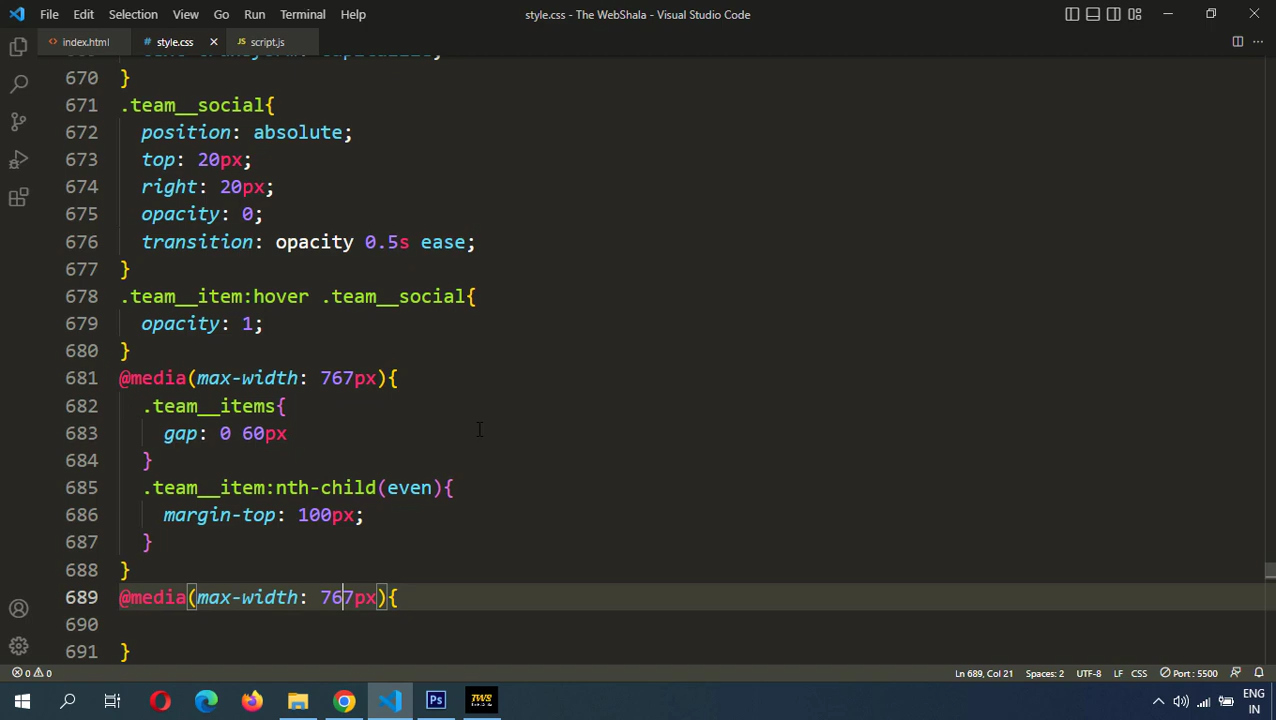 File Edit Selection View Go Run Terminal Help style.css - The WebShala - Visual Studio Code
index.html style.css script.js
670 }
671 .team__social{
672 position: absolute;
673 top: 20px;
674 right: 20px;
675 opacity: 0;
676 transition: opacity 0.5s ease;
677 }
678 .team__item:hover .team__social{
679 opacity: 1;
680 }
681 @media(max-width: 767px){
682 .team__items{
683 gap: 0 60px
684 }
685 .team__item:nth-child(even){
686 margin-top: 100px;
687 }
688 }
689 @media(max-width: 767px){
690
691 }
0 0 Ln 689, Col 21 Spaces: 2 UTF-8 LF CSS Port : 5500
Ps TWS ENG
IN